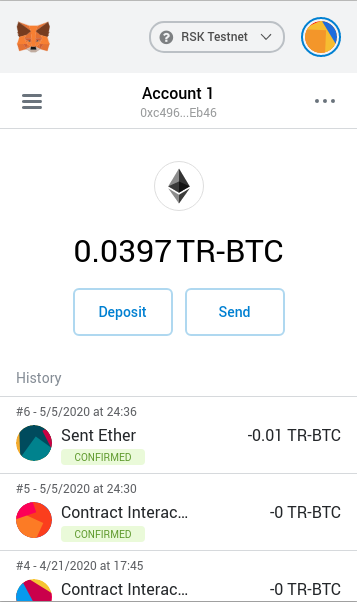 RSK Testnet
Account 1
0xc496...Eb46
0.0397 TR-BTC
Deposit
Send
History
#6 - 5/5/2020 at 24:36
Sent Ether
-0.01 TR-BTC
CONFIRMED
#5 - 5/5/2020 at 24:30
Contract Interac...
-0 TR-BTC
CONFIRMED
#4 - 4/21/2020 at 17:45
Contract Interac...
-0 TR-BTC